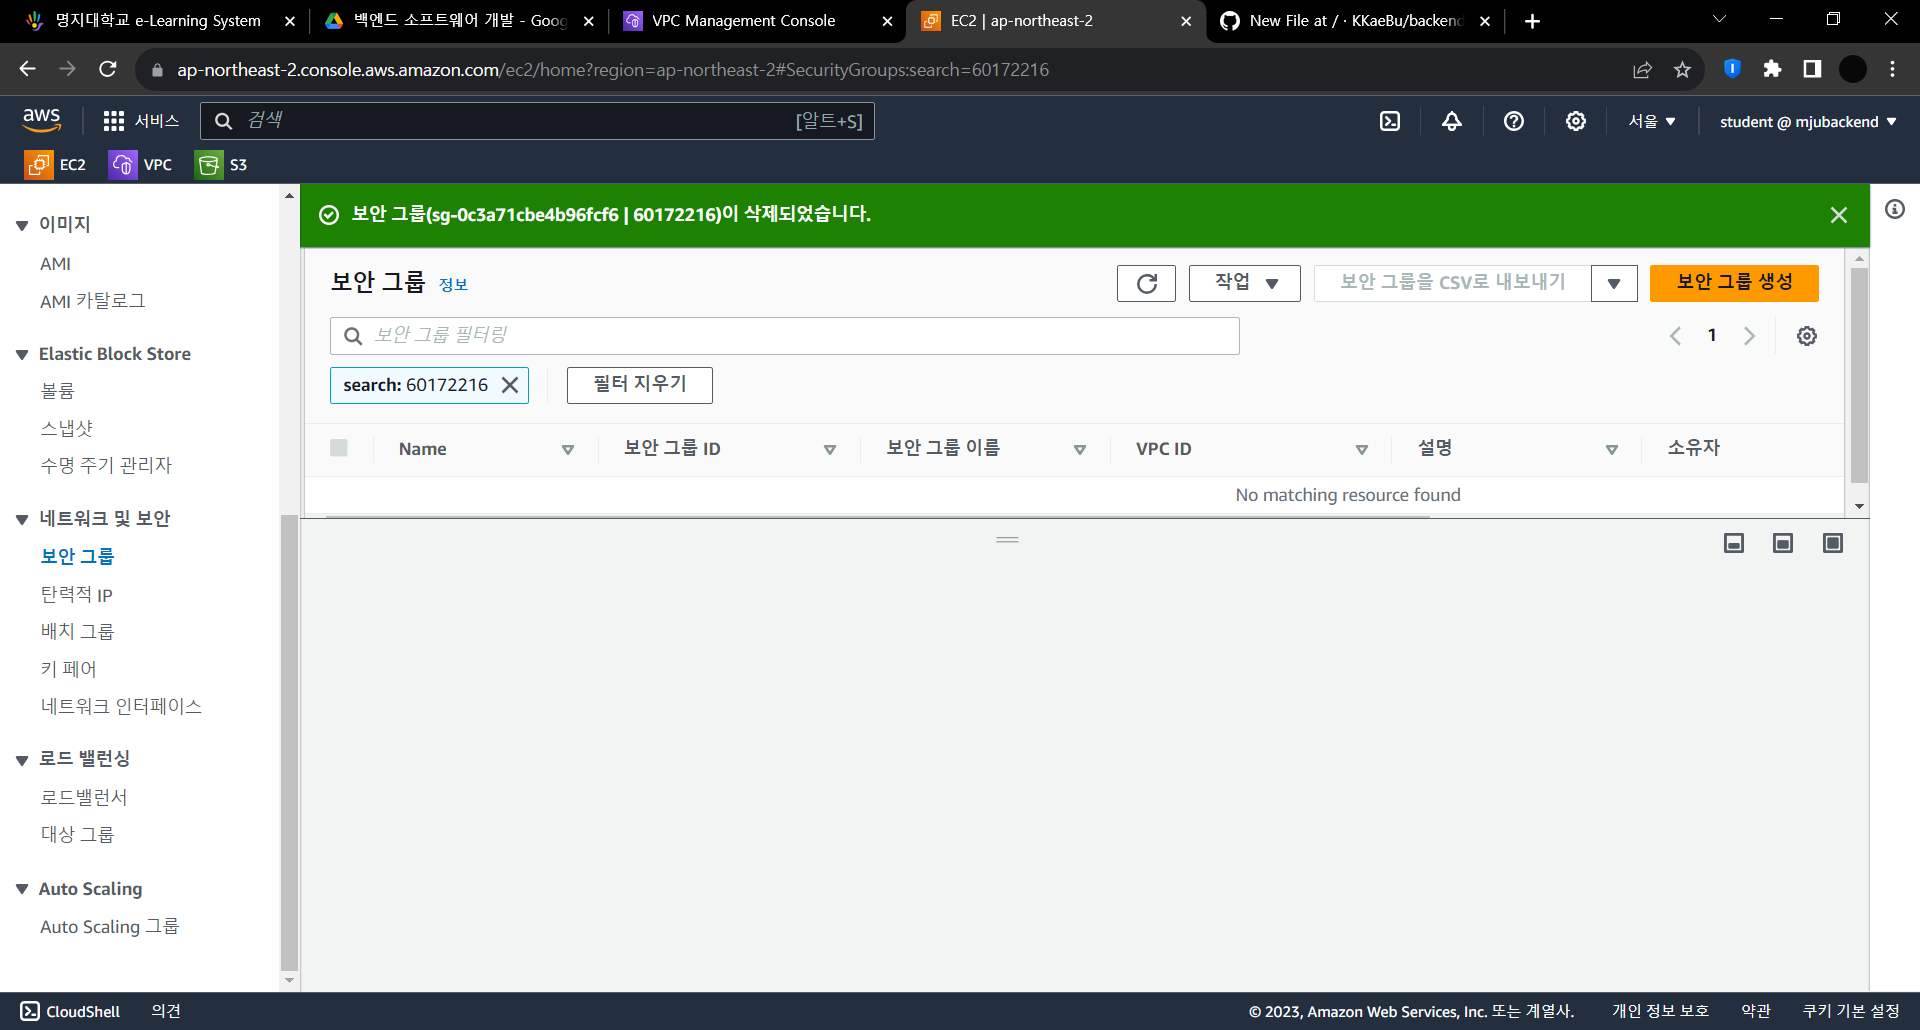 명지대학교 e-Learning System
백엔드 소프트웨어 개발 - Goog
VPC Management Console
EC2 | ap-northeast-2
New File at / · KKaeBu/backend
ap-northeast-2.console.aws.amazon.com/ec2/home?region=ap-northeast-2#SecurityGroups:search=60172216
aws
서비스
검색
[알트+S]
서울
student @ mjubackend
EC2
VPC
S3
이미지
AMI
AMI 카탈로그
Elastic Block Store
볼륨
스냅샷
수명 주기 관리자
네트워크 및 보안
보안 그룹
탄력적 IP
배치 그룹
키 페어
네트워크 인터페이스
로드 밸런싱
로드밸런서
대상 그룹
Auto Scaling
Auto Scaling 그룹
보안 그룹(sg-0c3a71cbe4b96fcf6 | 60172216)이 삭제되었습니다.
보안 그룹 정보
작업
보안 그룹을 CSV로 내보내기
보안 그룹 생성
보안 그룹 필터링
1
search: 60172216
필터 지우기
Name
보안 그룹 ID
보안 그룹 이름
VPC ID
설명
소유자
No matching resource found
CloudShell
의견
© 2023, Amazon Web Services, Inc. 또는 계열사.
개인 정보 보호
약관
쿠키 기본 설정